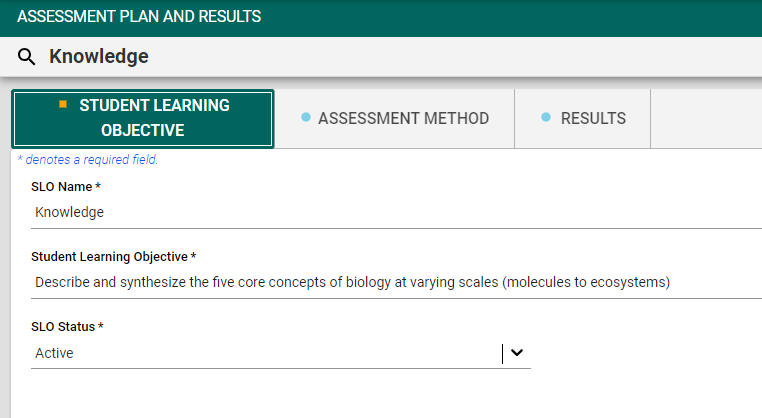 ASSESSMENT PLAN AND RESULTS
Knowledge
STUDENT LEARNING
OBJECTIVE
ASSESSMENT METHOD
RESULTS
* denotes a required field.
SLO Name *
Knowledge
Student Learning Objective *
Describe and synthesize the five core concepts of biology at varying scales (molecules to ecosystems)
SLO Status *
Active